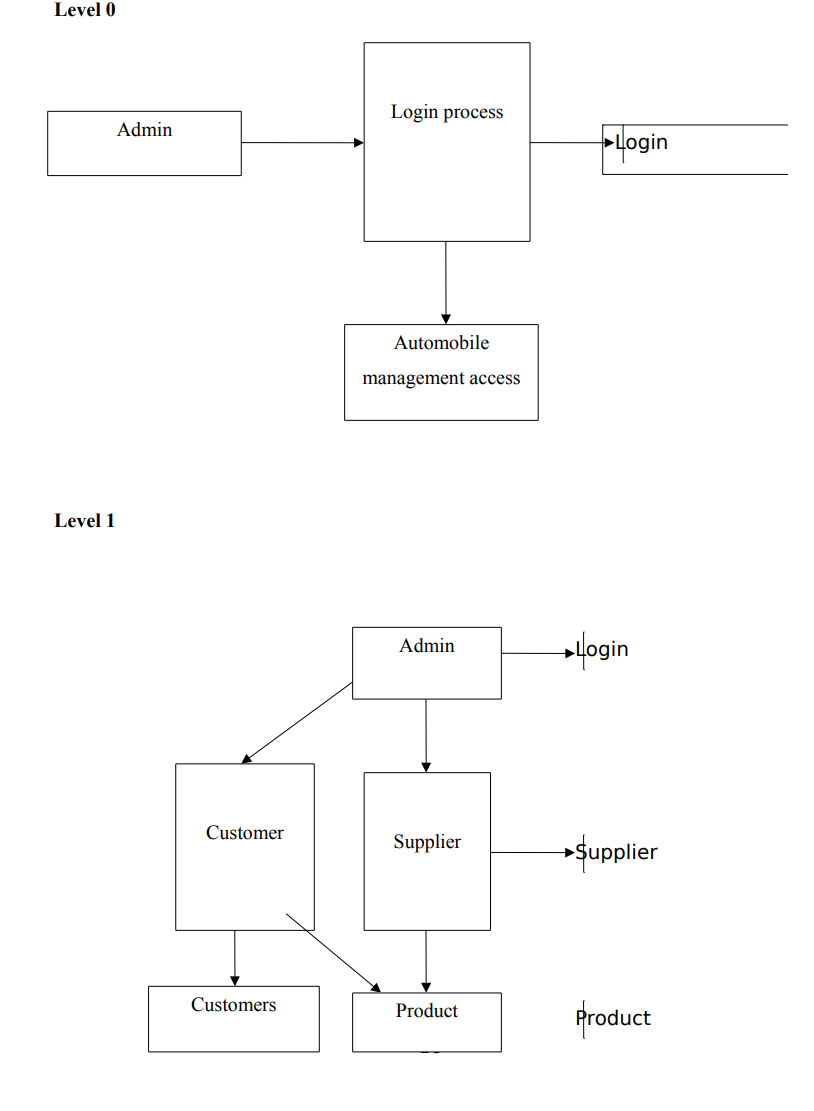 Level 0
Admin
Login process
Login
Automobile
management access
Level 1
Admin
Login
Customer
Supplier
Supplier
Customers
Product
Product